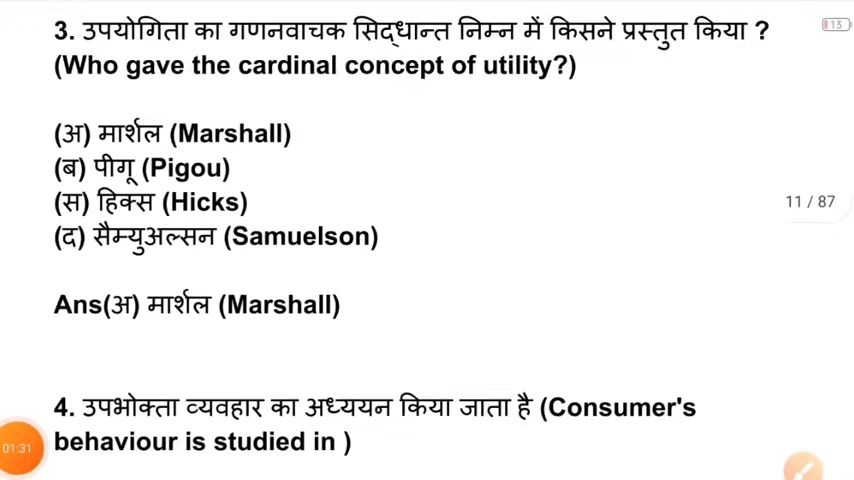 3. उपयोगिता का गणनवाचक सिद्धान्त निम्न में किसने प्रस्तुत किया ?
(Who gave the cardinal concept of utility?)
(अ) मार्शल (Marshall)
(ब) पीगू (Pigou)
(स) हिक्स (Hicks)
(द) सैम्युअल्सन (Samuelson)
Ans(अ) मार्शल (Marshall)
4. उपभोक्ता व्यवहार का अध्ययन किया जाता है (Consumer's
behaviour is studied in )
13
11 / 87
01:31